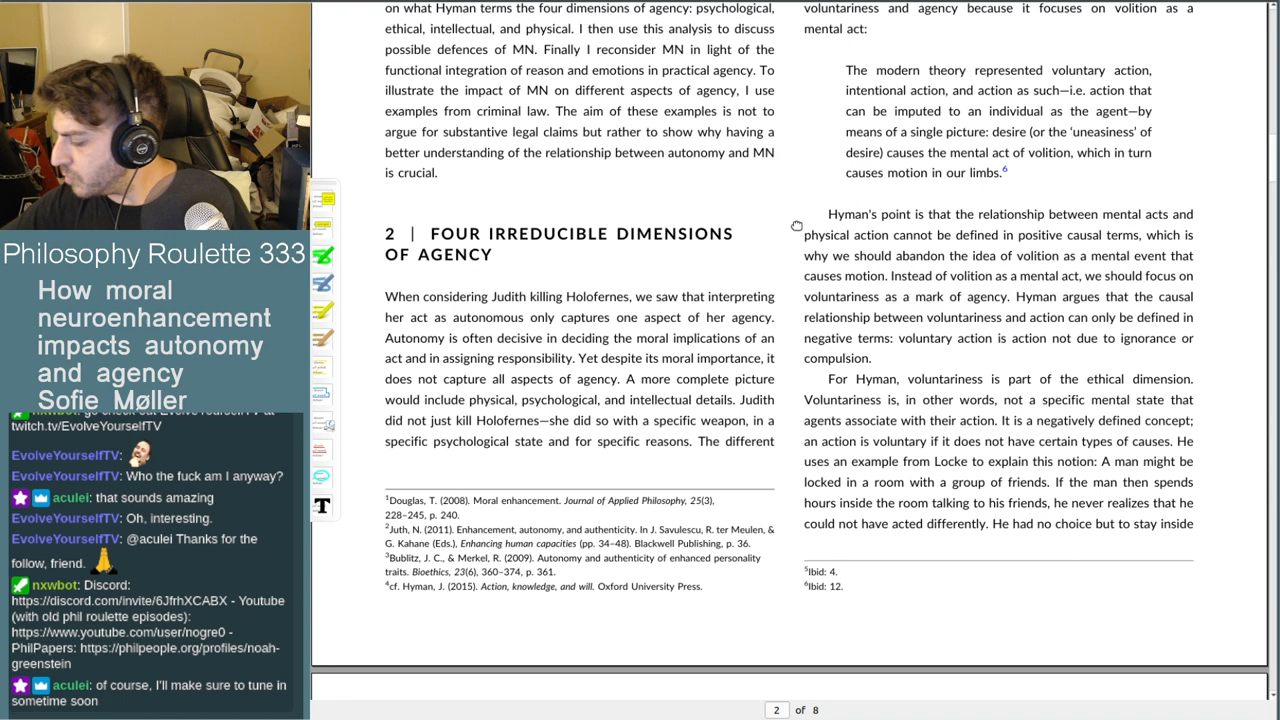 Philosophy Roulette 333
How moral
neuroenhancement
impacts autonomy
and agency
Sofie Møller
twitch.tv/EvolveYourselfTV
EvolveYourselfTV:
EvolveYourselfTV: Who the fuck am I anyway?
aculei: that sounds amazing
EvolveYourselfTV: Oh, interesting.
EvolveYourselfTV: @aculei Thanks for the
follow, friend.
nxwbot: Discord:
https://discord.com/invite/6JfrhXCABX - Youtube
(with old phil roulette episodes):
https://www.youtube.com/user/nogre0 -
PhilPapers: https://philpeople.org/profiles/noah-
greenstein
aculei: of course, I'll make sure to tune in
sometime soon
T
on what Hyman terms the four dimensions of agency: psychological,
ethical, intellectual, and physical. I then use this analysis to discuss
possible defences of MN. Finally I reconsider MN in light of the
functional integration of reason and emotions in practical agency. To
illustrate the impact of MN on different aspects of agency, I use
examples from criminal law. The aim of these examples is not to
argue for substantive legal claims but rather to show why having a
better understanding of the relationship between autonomy and MN
is crucial.
2 | FOUR IRREDUCIBLE DIMENSIONS
OF AGENCY
When considering Judith killing Holofernes, we saw that interpreting
her act as autonomous only captures one aspect of her agency.
Autonomy is often decisive in deciding the moral implications of an
act and in assigning responsibility. Yet despite its moral importance, it
does not capture all aspects of agency. A more complete picture
would include physical, psychological, and intellectual details. Judith
did not just kill Holofernes—she did so with a specific weapon, in a
specific psychological state and for specific reasons. The different
1Douglas, T. (2008). Moral enhancement. Journal of Applied Philosophy, 25(3),
228–245, p. 240.
2Juth, N. (2011). Enhancement, autonomy, and authenticity. In J. Savulescu, R. ter Meulen, &
G. Kahane (Eds.), Enhancing human capacities (pp. 34–48). Blackwell Publishing, p. 36.
3Bublitz, J. C., & Merkel, R. (2009). Autonomy and authenticity of enhanced personality
traits. Bioethics, 23(6), 360–374, p. 361.
4cf. Hyman, J. (2015). Action, knowledge, and will. Oxford University Press.
voluntariness and agency because it focuses on volition as a
mental act:
The modern theory represented voluntary action,
intentional action, and action as such—i.e. action that
can be imputed to an individual as the agent—by
means of a single picture: desire (or the 'uneasiness' of
desire) causes the mental act of volition, which in turn
causes motion in our limbs.6
Hyman's point is that the relationship between mental acts and
physical action cannot be defined in positive causal terms, which is
why we should abandon the idea of volition as a mental event that
causes motion. Instead of volition as a mental act, we should focus on
voluntariness as a mark of agency. Hyman argues that the causal
relationship between voluntariness and action can only be defined in
negative terms: voluntary action is action not due to ignorance or
compulsion.
For Hyman, voluntariness is part of the ethical dimension.
Voluntariness is, in other words, not a specific mental state that
agents associate with their action. It is a negatively defined concept;
an action is voluntary if it does not have certain types of causes. He
uses an example from Locke to explain this notion: A man might be
locked in a room with a group of friends. If the man then spends
hours inside the room talking to his friends, he never realizes that he
could not have acted differently. He had no choice but to stay inside
5Ibid: 4.
6Ibid: 12.
2 of 8